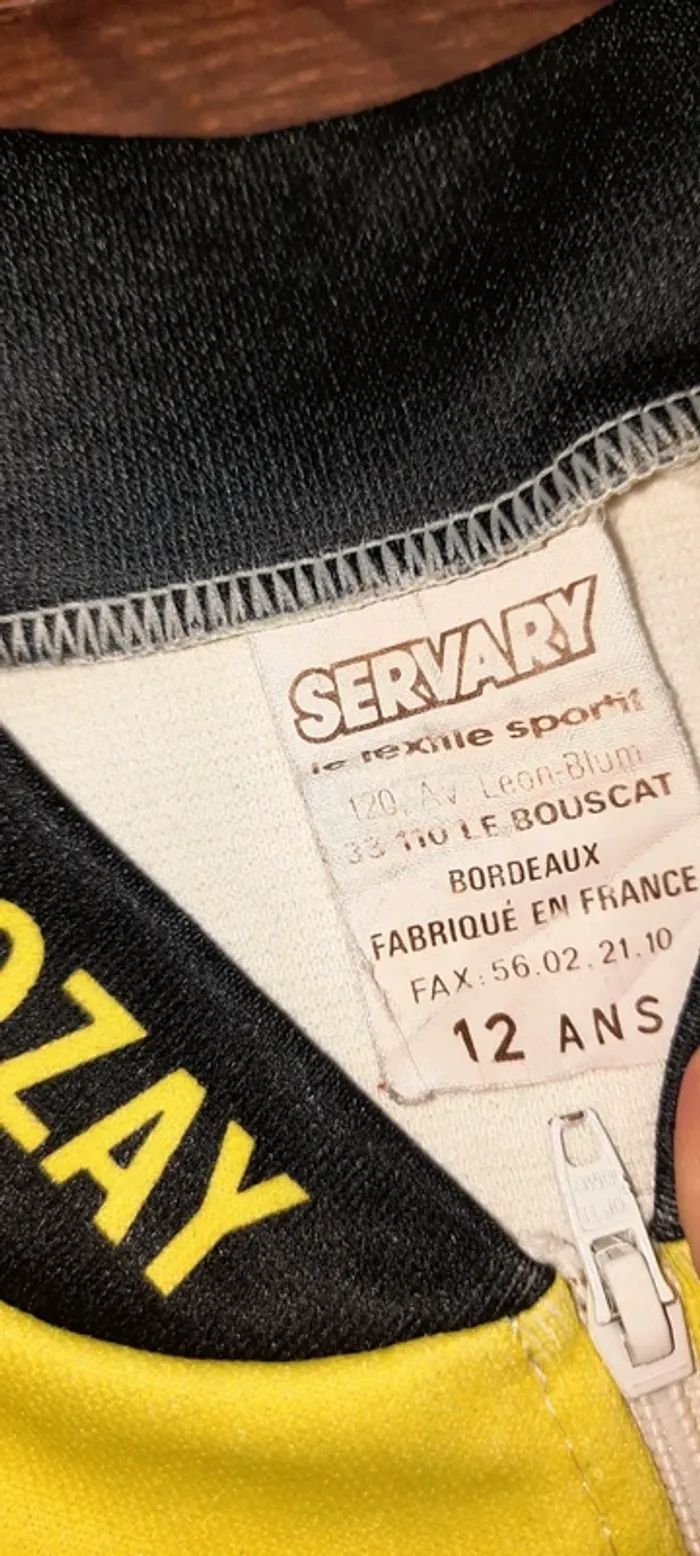 SERVARY
le textile sportif
120, Av. Léon-Blum
33 110 LE BOUSCAT
BORDEAUX
FABRIQUÉ EN FRANCE
FAX: 56.02.21.10
12 ANS
OZAY